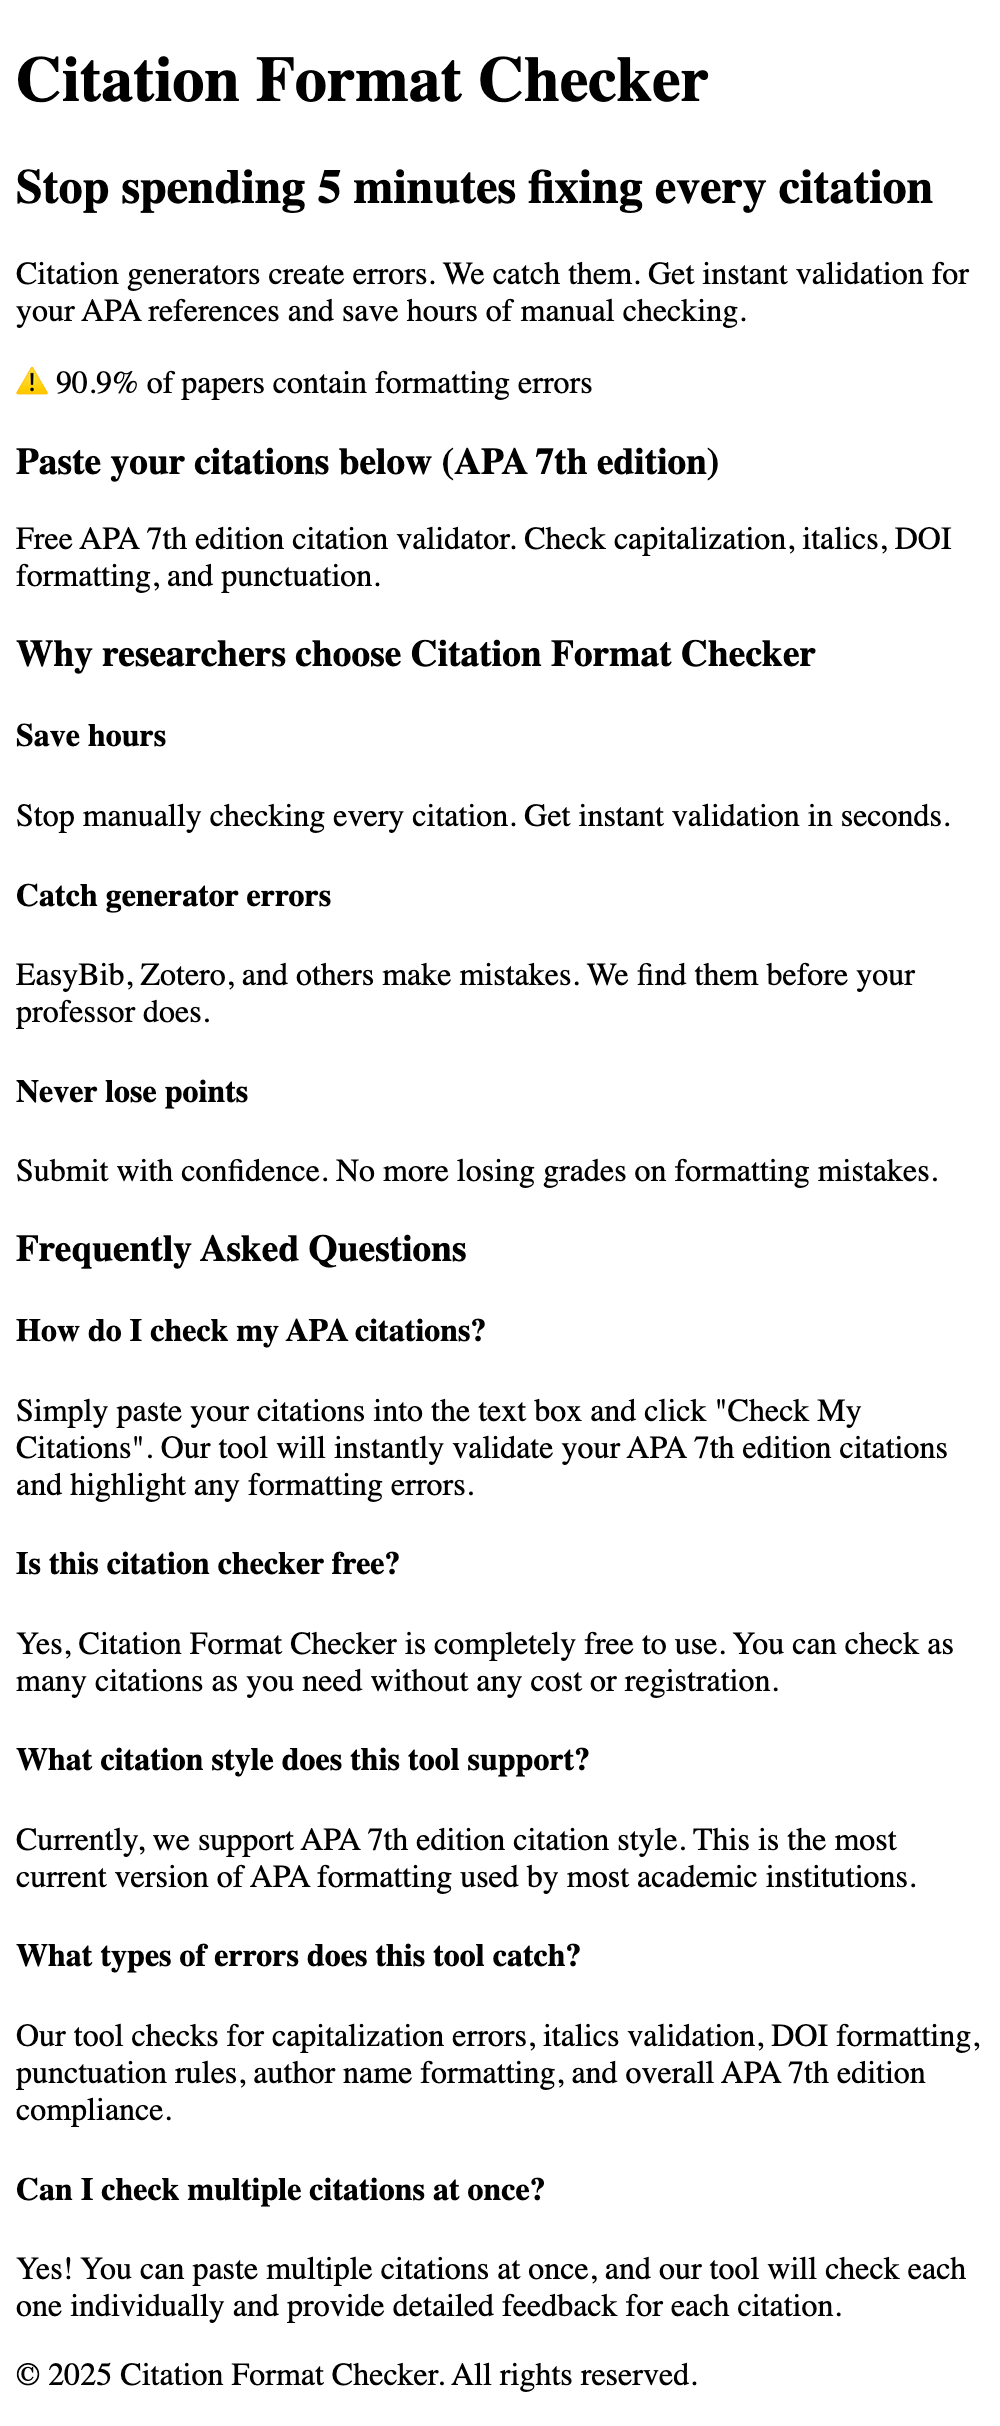 Citation Format Checker
Stop spending 5 minutes fixing every citation
Citation generators create errors. We catch them. Get instant validation for
your APA references and save hours of manual checking.
⚠️ 90.9% of papers contain formatting errors
Paste your citations below (APA 7th edition)
Free APA 7th edition citation validator. Check capitalization, italics, DOI
formatting, and punctuation.
Why researchers choose Citation Format Checker
Save hours
Stop manually checking every citation. Get instant validation in seconds.
Catch generator errors
EasyBib, Zotero, and others make mistakes. We find them before your
professor does.
Never lose points
Submit with confidence. No more losing grades on formatting mistakes.
Frequently Asked Questions
How do I check my APA citations?
Simply paste your citations into the text box and click "Check My
Citations". Our tool will instantly validate your APA 7th edition citations
and highlight any formatting errors.
Is this citation checker free?
Yes, Citation Format Checker is completely free to use. You can check as
many citations as you need without any cost or registration.
What citation style does this tool support?
Currently, we support APA 7th edition citation style. This is the most
current version of APA formatting used by most academic institutions.
What types of errors does this tool catch?
Our tool checks for capitalization errors, italics validation, DOI formatting,
punctuation rules, author name formatting, and overall APA 7th edition
compliance.
Can I check multiple citations at once?
Yes! You can paste multiple citations at once, and our tool will check each
one individually and provide detailed feedback for each citation.
© 2025 Citation Format Checker. All rights reserved.